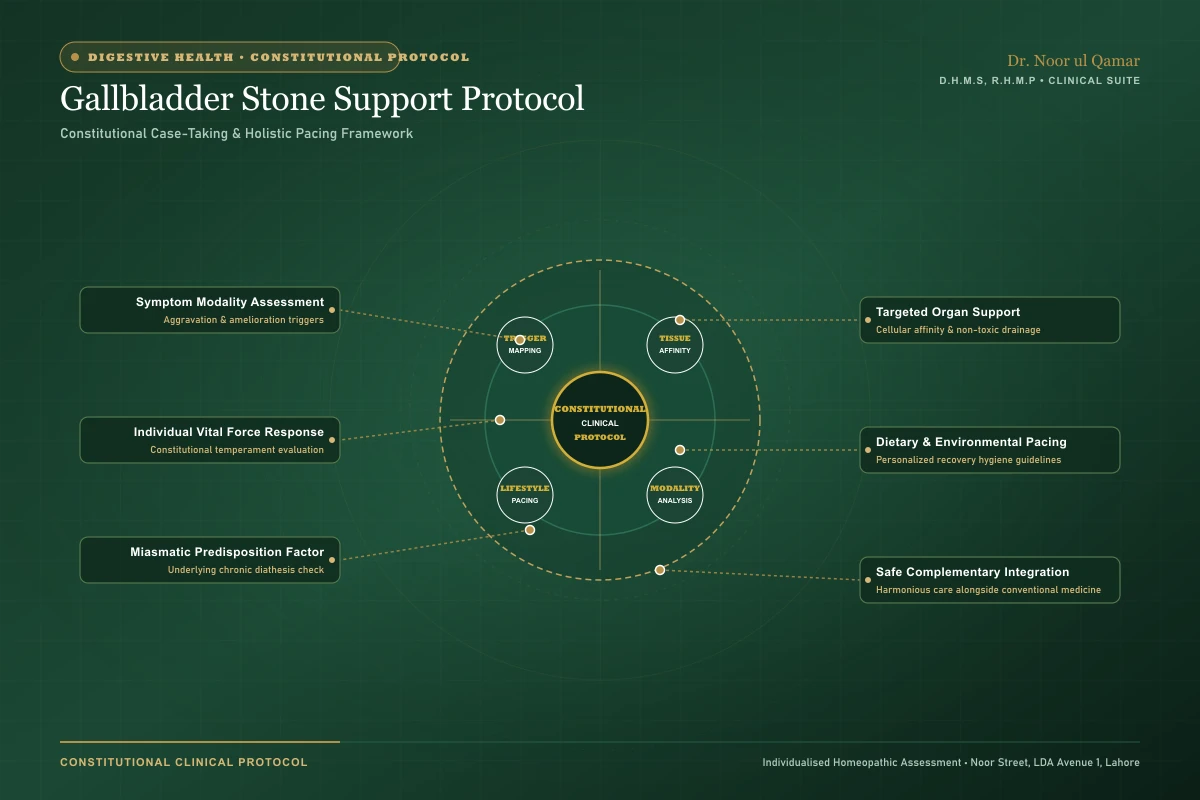 DIGESTIVE HEALTH • CONSTITUTIONAL PROTOCOL
Gallbladder Stone Support Protocol
Constitutional Case-Taking & Holistic Pacing Framework
Dr. Noor ul Qamar
D.H.M.S, R.H.M.P • CLINICAL SUITE
Symptom Modality Assessment
Aggravation & amelioration triggers
Individual Vital Force Response
Constitutional temperament evaluation
Miasmatic Predisposition Factor
Underlying chronic diathesis check
MAPPING
TISSUE
AFFINITY
CONSTITUTIONAL
CLINICAL
PROTOCOL
LIFESTYLE
PACING
MODALITY
ANALYSIS
Targeted Organ Support
Cellular affinity & non-toxic drainage
Dietary & Environmental Pacing
Personalized recovery hygiene guidelines
Safe Complementary Integration
Harmonious care alongside conventional medicine
CONSTITUTIONAL CLINICAL PROTOCOL
Individualised Homeopathic Assessment • Noor Street, LDA Avenue 1, Lahore